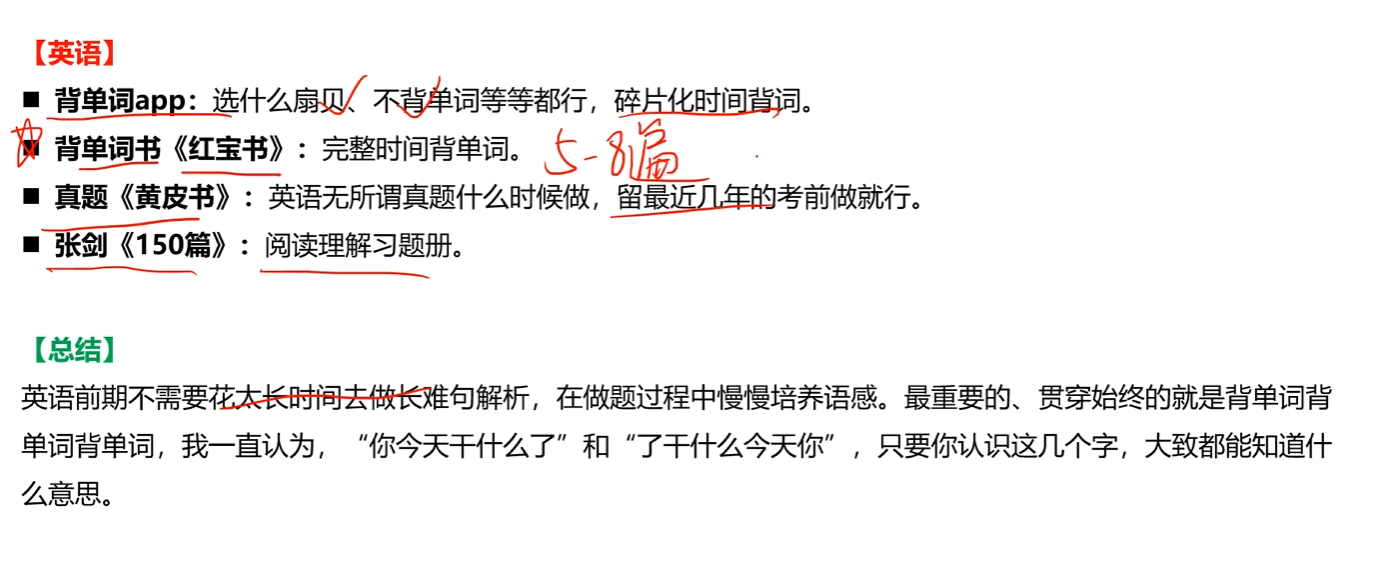 【英语】
■ 背单词app：选什么扇贝、不背单词等等都行，碎片化时间背词。
■ 背单词书《红宝书》：完整时间背单词。 5-8篇
■ 真题《黄皮书》：英语无所谓真题什么时候做，留最近几年的考前做就行。
■ 张剑《150篇》：阅读理解习题册。
【总结】
英语前期不需要花太长时间去做长难句解析，在做题过程中慢慢培养语感。最重要的、贯穿始终的就是背单词背
单词背单词，我一直认为，“你今天干什么了”和“了干什么今天你”，只要你认识这几个字，大致都能知道什
么意思。